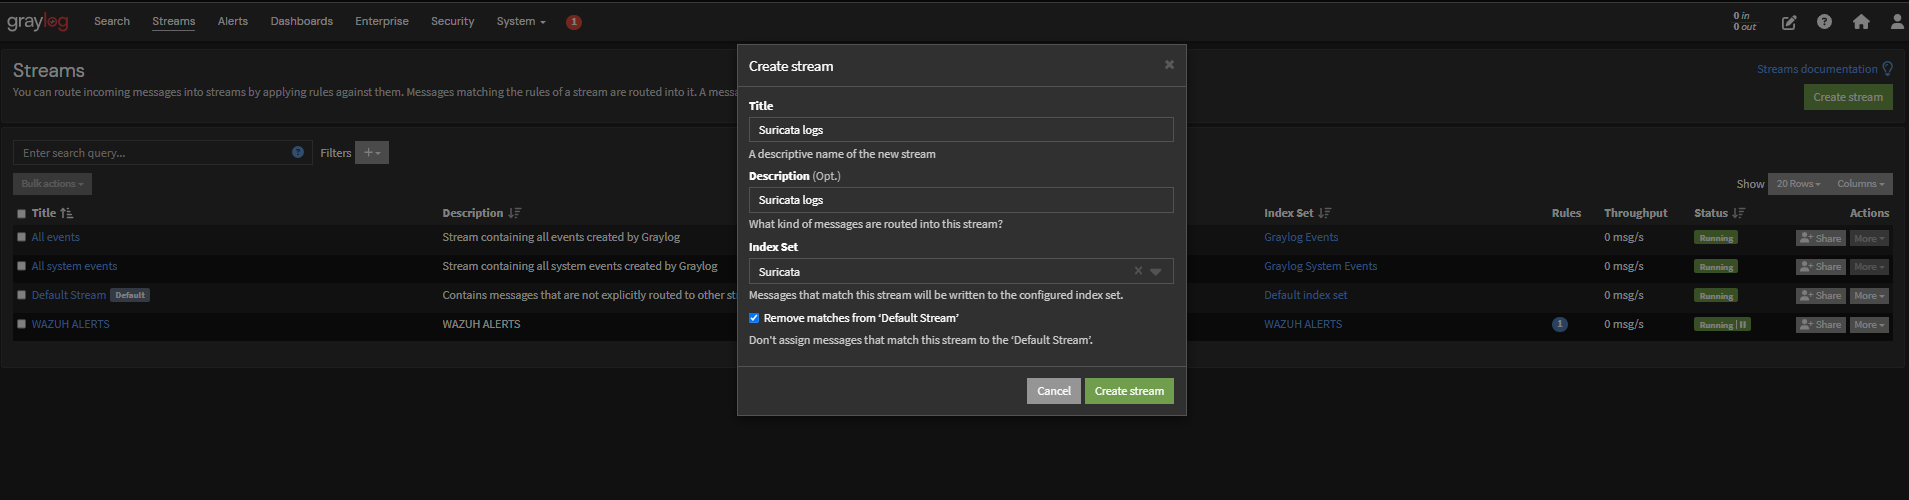 graylog Search Streams Alerts Dashboards Enterprise Security System 1 0 in
0 out
Streams
You can route incoming messages into streams by applying rules against them. Messages matching the rules of a stream are routed into it. A messa
Streams documentation
Create stream
Enter search query... Filters
Bulk actions
Show 20 Rows Columns
Title Description Index Set Rules Throughput Status Actions
All events Stream containing all events created by Graylog Graylog Events 0 msg/s Running Share More
All system events Stream containing all system events created by Graylog Graylog System Events 0 msg/s Running Share More
Default Stream Default Contains messages that are not explicitly routed to other str Default index set 0 msg/s Running Share More
WAZUH ALERTS WAZUH ALERTS WAZUH ALERTS 1 0 msg/s Running Share More
Create stream
Title
Suricata logs
A descriptive name of the new stream
Description (Opt.)
Suricata logs
What kind of messages are routed into this stream?
Index Set
Suricata
Messages that match this stream will be written to the configured index set.
Remove matches from ‘Default Stream’
Don't assign messages that match this stream to the ‘Default Stream’.
Cancel Create stream